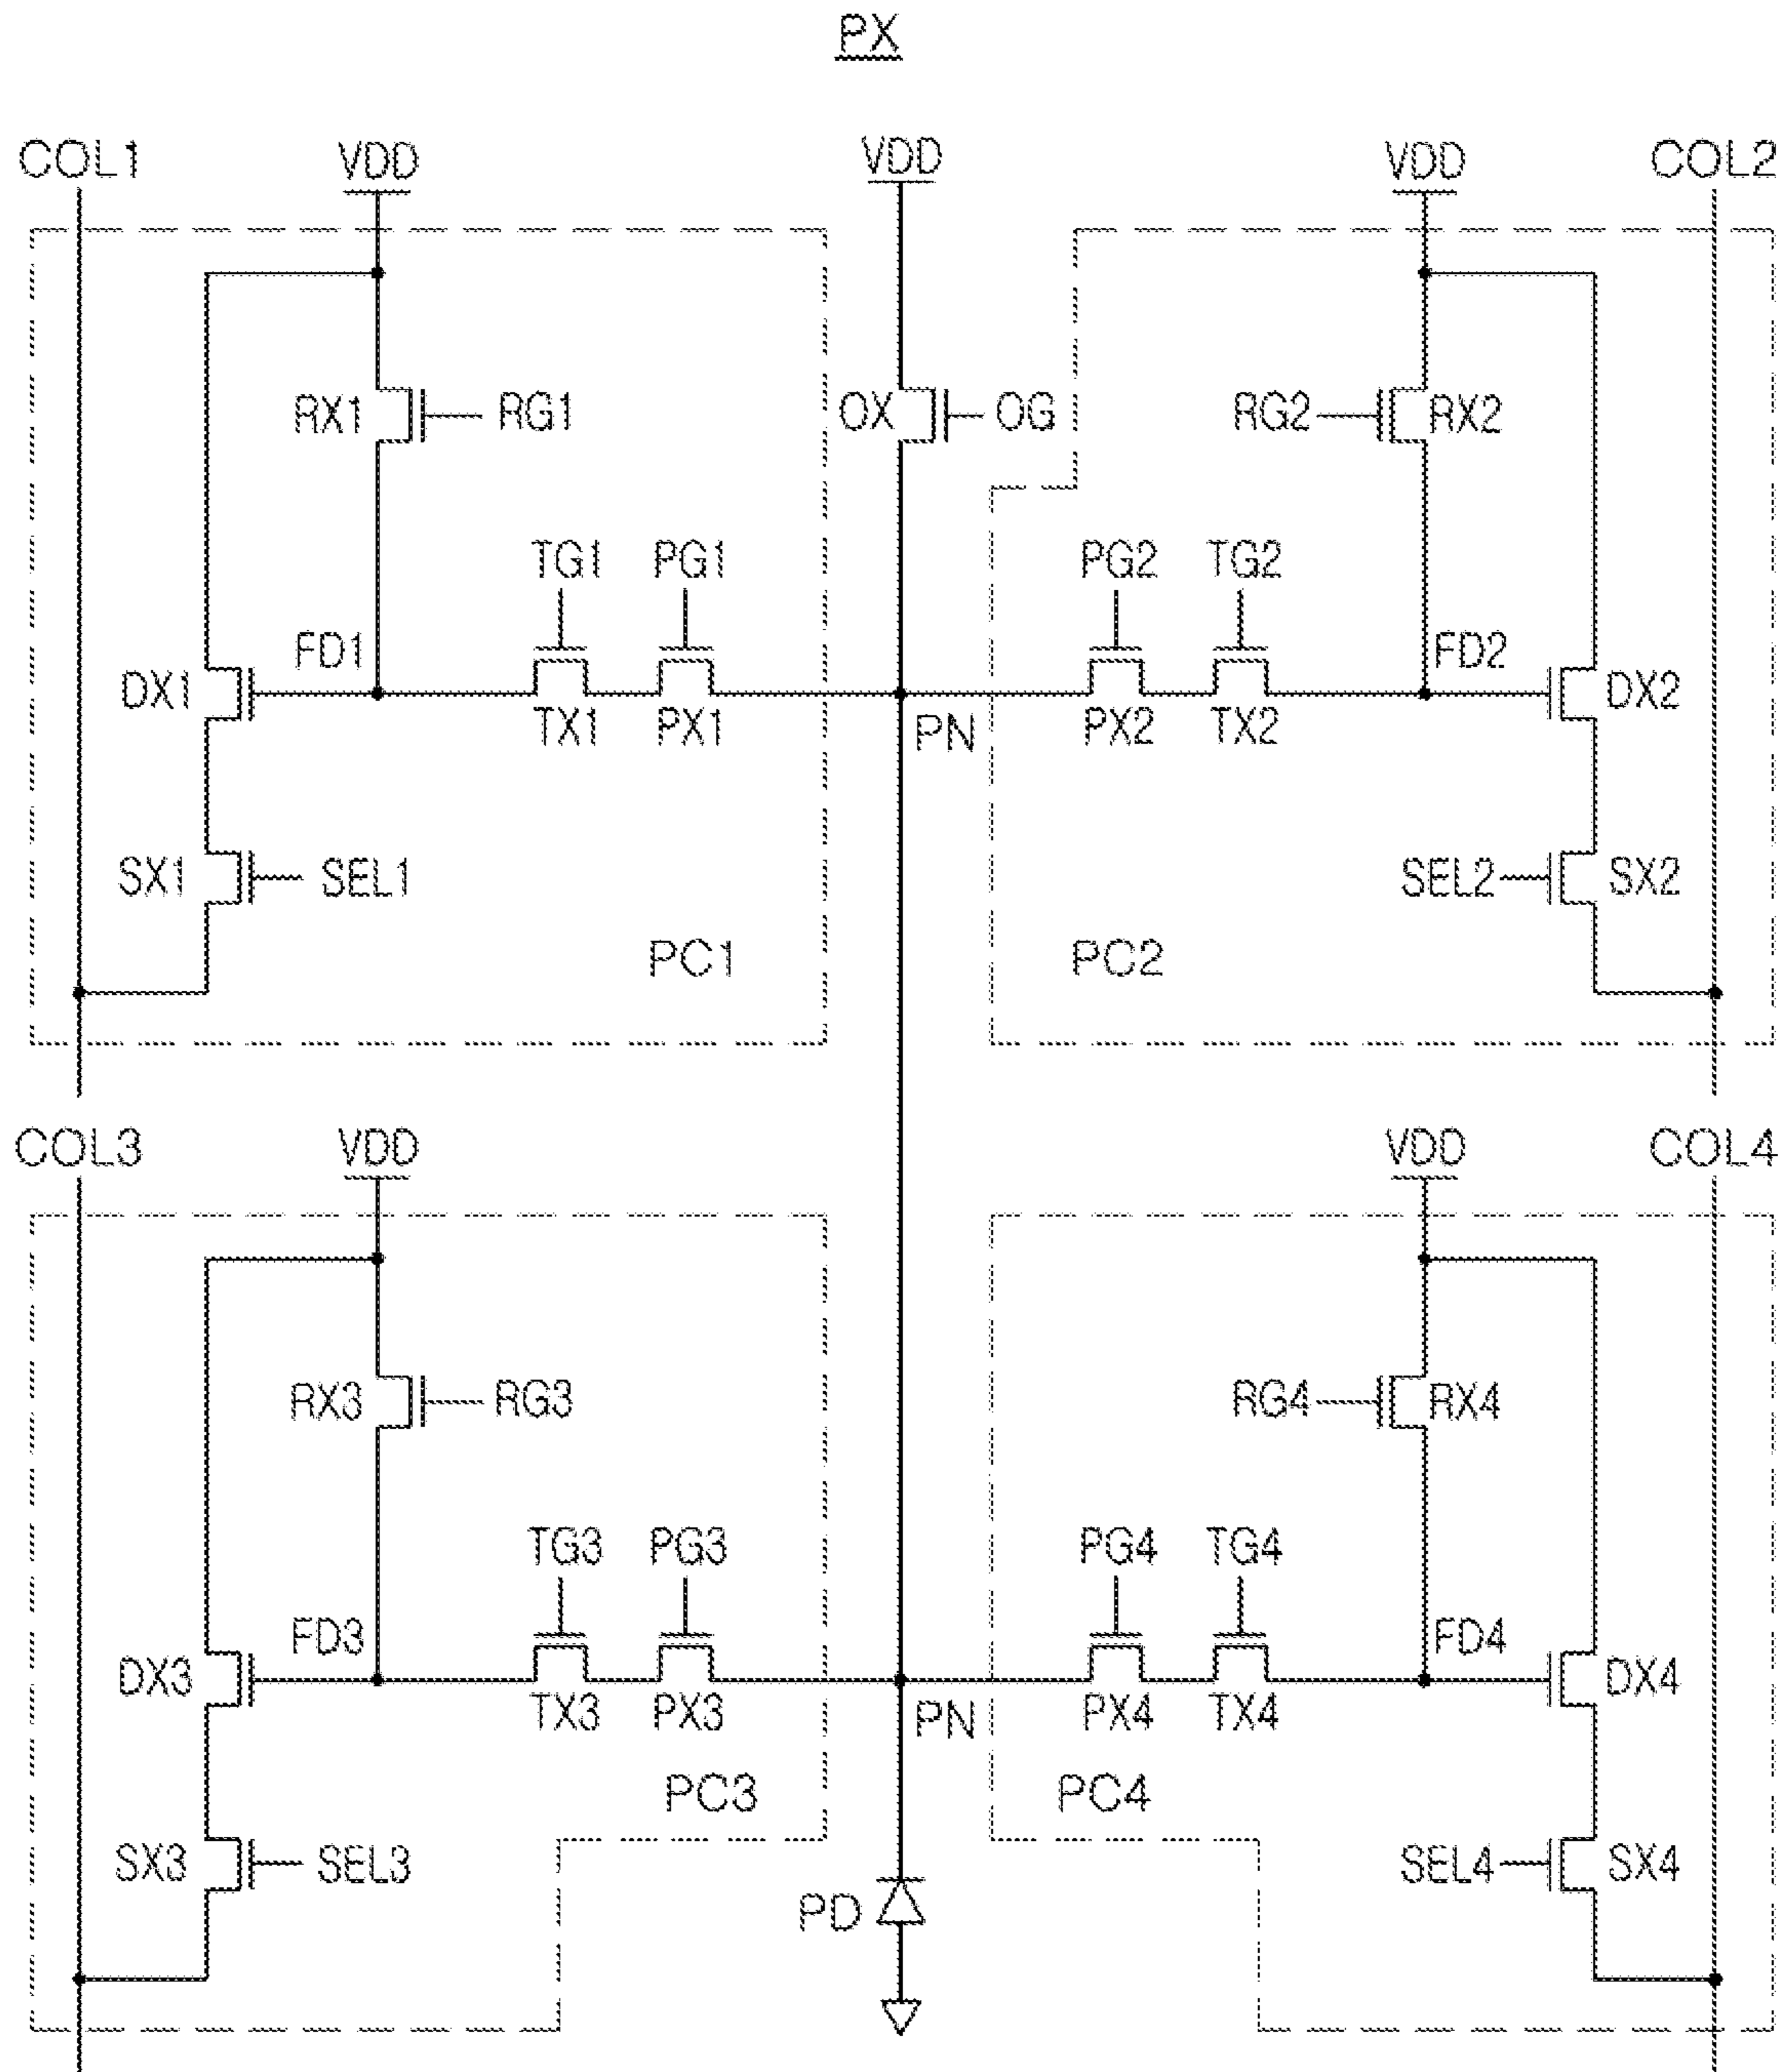 PX
COL1 VDD VDD VDD COL2
RX1 RG1 OX OG RG2 RX2
TG1 PG1 PG2 TG2
FD1 FD2
DX1 TX1 PX1 PN PX2 TX2 DX2
SX1 SEL1 SEL2 SX2
PC1 PC2
COL3 VDD VDD COL4
RX3 RG3 RG4 RX4
TG3 PG3 PG4 TG4
FD3 FD4
DX3 TX3 PX3 PN PX4 TX4 DX4
PC3 PC4
SX3 SEL3 SEL4 SX4
PD